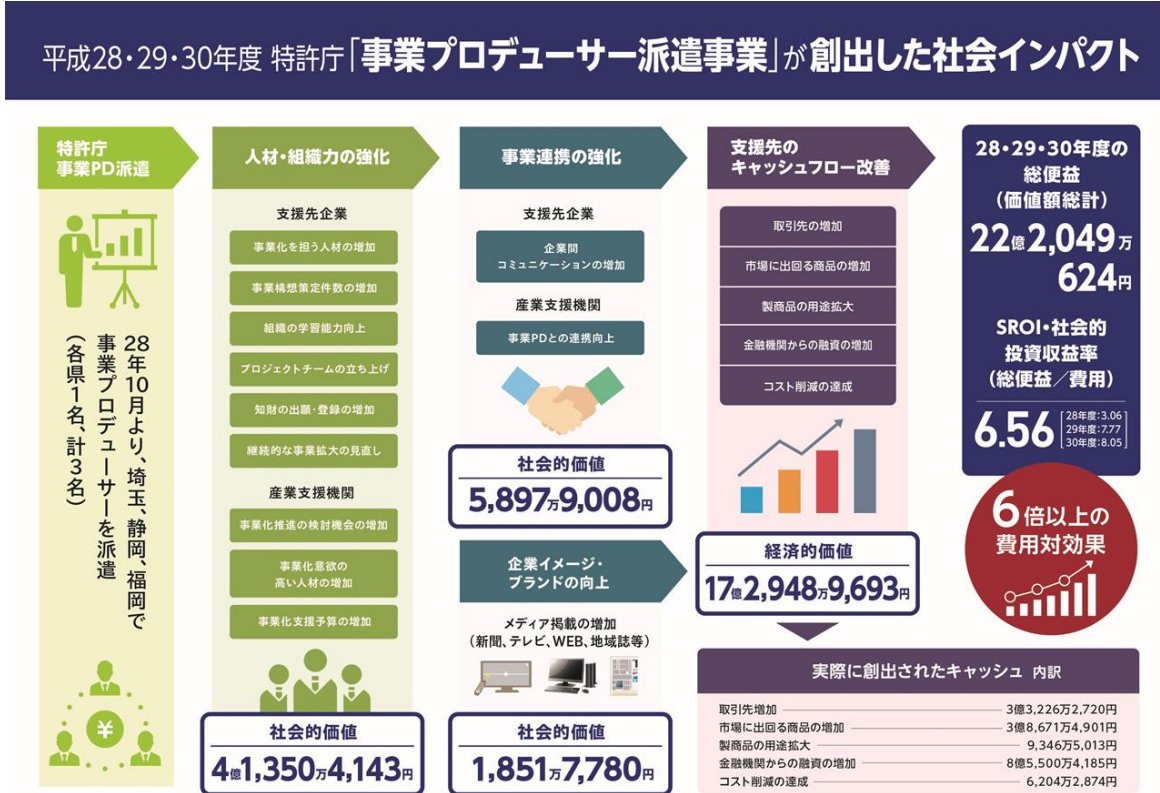 平成28・29・30年度 特許庁「事業プロデューサー派遣事業」が創出した社会インパクト
特許庁
事業PD派遣
28年10月より、埼玉、静岡、福岡で
事業プロデューサーを派遣
（各県1名、計3名）
¥
人材・組織力の強化
支援先企業
事業化を担う人材の増加
事業構想策定件数の増加
組織の学習能力向上
プロジェクトチームの立ち上げ
知財の出願・登録の増加
継続的な事業拡大の見直し
産業支援機関
事業化推進の検討機会の増加
事業化意欲の
高い人材の増加
事業化支援予算の増加
社会的価値
4億1,350万4,143円
事業連携の強化
支援先企業
企業間
コミュニケーションの増加
産業支援機関
事業PDとの連携向上
社会的価値
5,897万9,008円
企業イメージ・
ブランドの向上
メディア掲載の増加
（新聞、テレビ、WEB、地域誌等）
社会的価値
1,851万7,780円
支援先の
キャッシュフロー改善
取引先の増加
市場に出回る商品の増加
製商品の用途拡大
金融機関からの融資の増加
コスト削減の達成
経済的価値
17億2,948万9,693円
実際に創出されたキャッシュ 内訳
取引先増加 3億3,226万2,720円
市場に出回る商品の増加 3億8,671万4,901円
製商品の用途拡大 9,346万5,013円
金融機関からの融資の増加 8億5,500万4,185円
コスト削減の達成 6,204万2,874円
28・29・30年度の
総便益
（価値額総計）
22億2,049万
624円
SROI・社会的
投資収益率
（総便益／費用）
6.56
28年度:3.06
29年度:7.77
30年度:8.05
6倍以上の
費用対効果